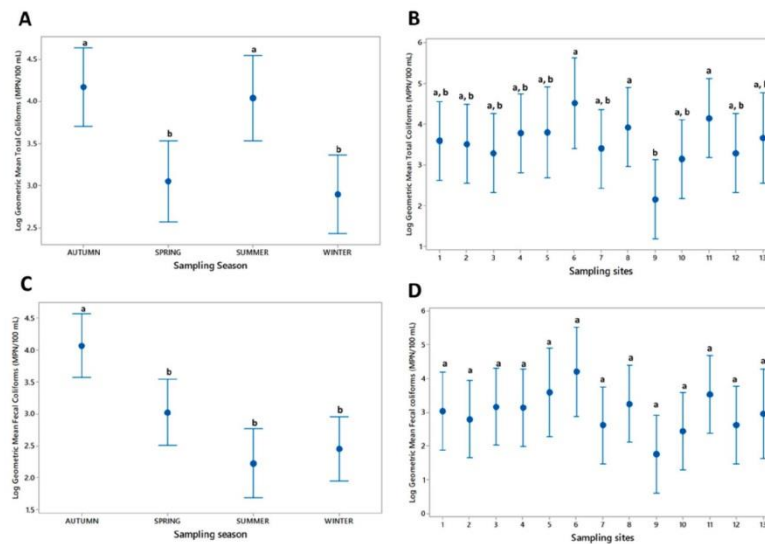 A
Log Geometric Mean Total Coliforms (MPN/100 mL)
4.5
4.0
3.5
3.0
2.5
a
b
a
b
AUTUMN SPRING SUMMER WINTER
Sampling Season
B
Log Geometric Mean Total Coliforms (MPN/100 mL)
6
5
4
3
2
1
a, b a, b a, b a, b a, b a a, b a b a, b a a, b a, b
1 2 3 4 5 6 7 8 9 10 11 12 13
Sampling sites
C
Log Geometric Mean Fecal Coliforms (MPN/100 mL)
4.5
4.0
3.5
3.0
2.5
2.0
1.5
a
b
b
b
AUTUMN SPRING SUMMER WINTER
Sampling season
D
Log Geometric Mean Fecal coliforms (MPN/100 mL)
6
5
4
3
2
1
0
a a a a a a a a a a a a a
1 2 3 4 5 6 7 8 9 10 11 12 13
Sampling sites